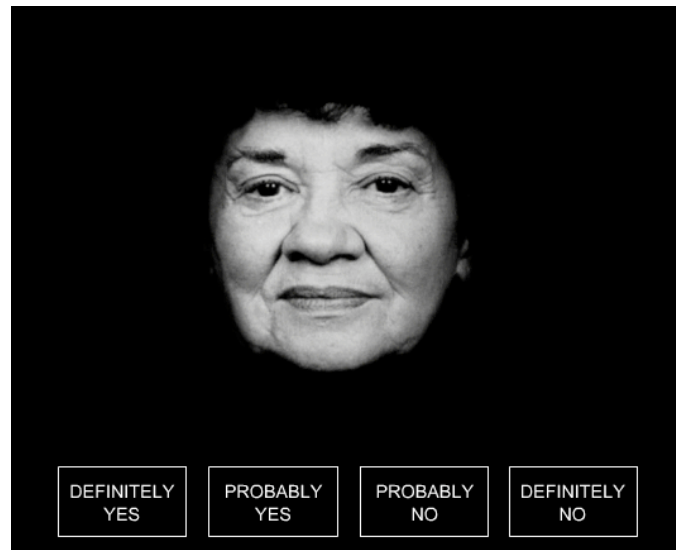 DEFINITELY
YES
PROBABLY
YES
PROBABLY
NO
DEFINITELY
NO